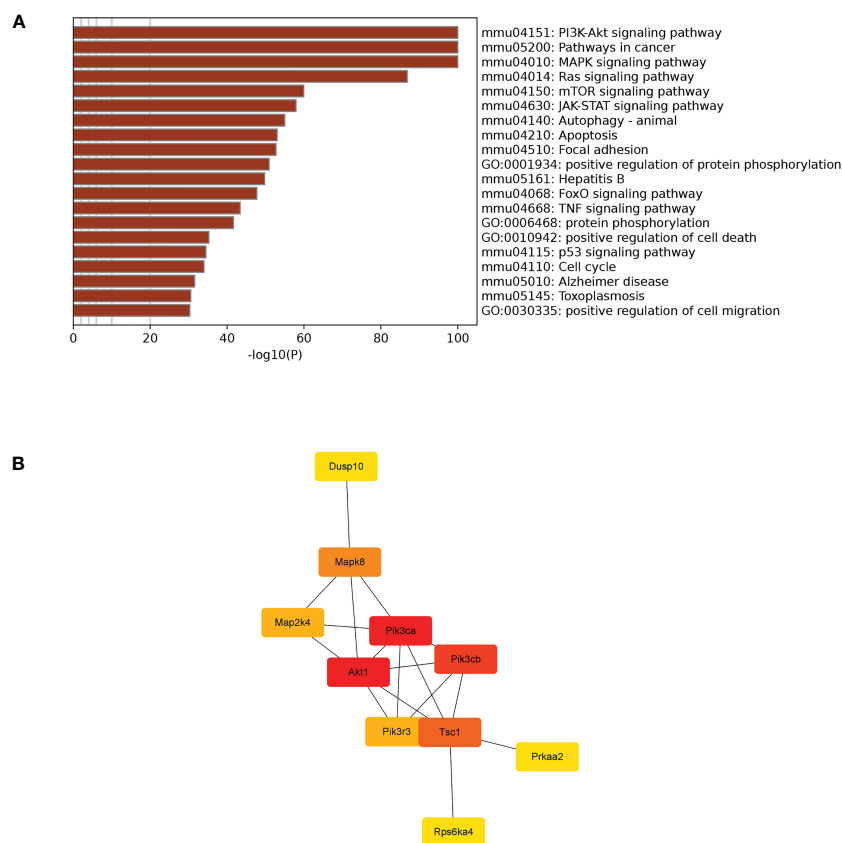 A
mmu04151: PI3K-Akt signaling pathway
mmu05200: Pathways in cancer
mmu04010: MAPK signaling pathway
mmu04014: Ras signaling pathway
mmu04150: mTOR signaling pathway
mmu04630: JAK-STAT signaling pathway
mmu04140: Autophagy - animal
mmu04210: Apoptosis
mmu04510: Focal adhesion
GO:0001934: positive regulation of protein phosphorylation
mmu05161: Hepatitis B
mmu04068: FoxO signaling pathway
mmu04668: TNF signaling pathway
GO:0006468: protein phosphorylation
GO:0010942: positive regulation of cell death
mmu04115: p53 signaling pathway
mmu04110: Cell cycle
mmu05010: Alzheimer disease
mmu05145: Toxoplasmosis
GO:0030335: positive regulation of cell migration
0 20 40 60 80 100
-log10(P)
B
Dusp10
Mapk8
Map2k4
Pik3ca
Pik3cb
Akt1
Pik3r3
Tsc1
Prkaa2
Rps6ka4